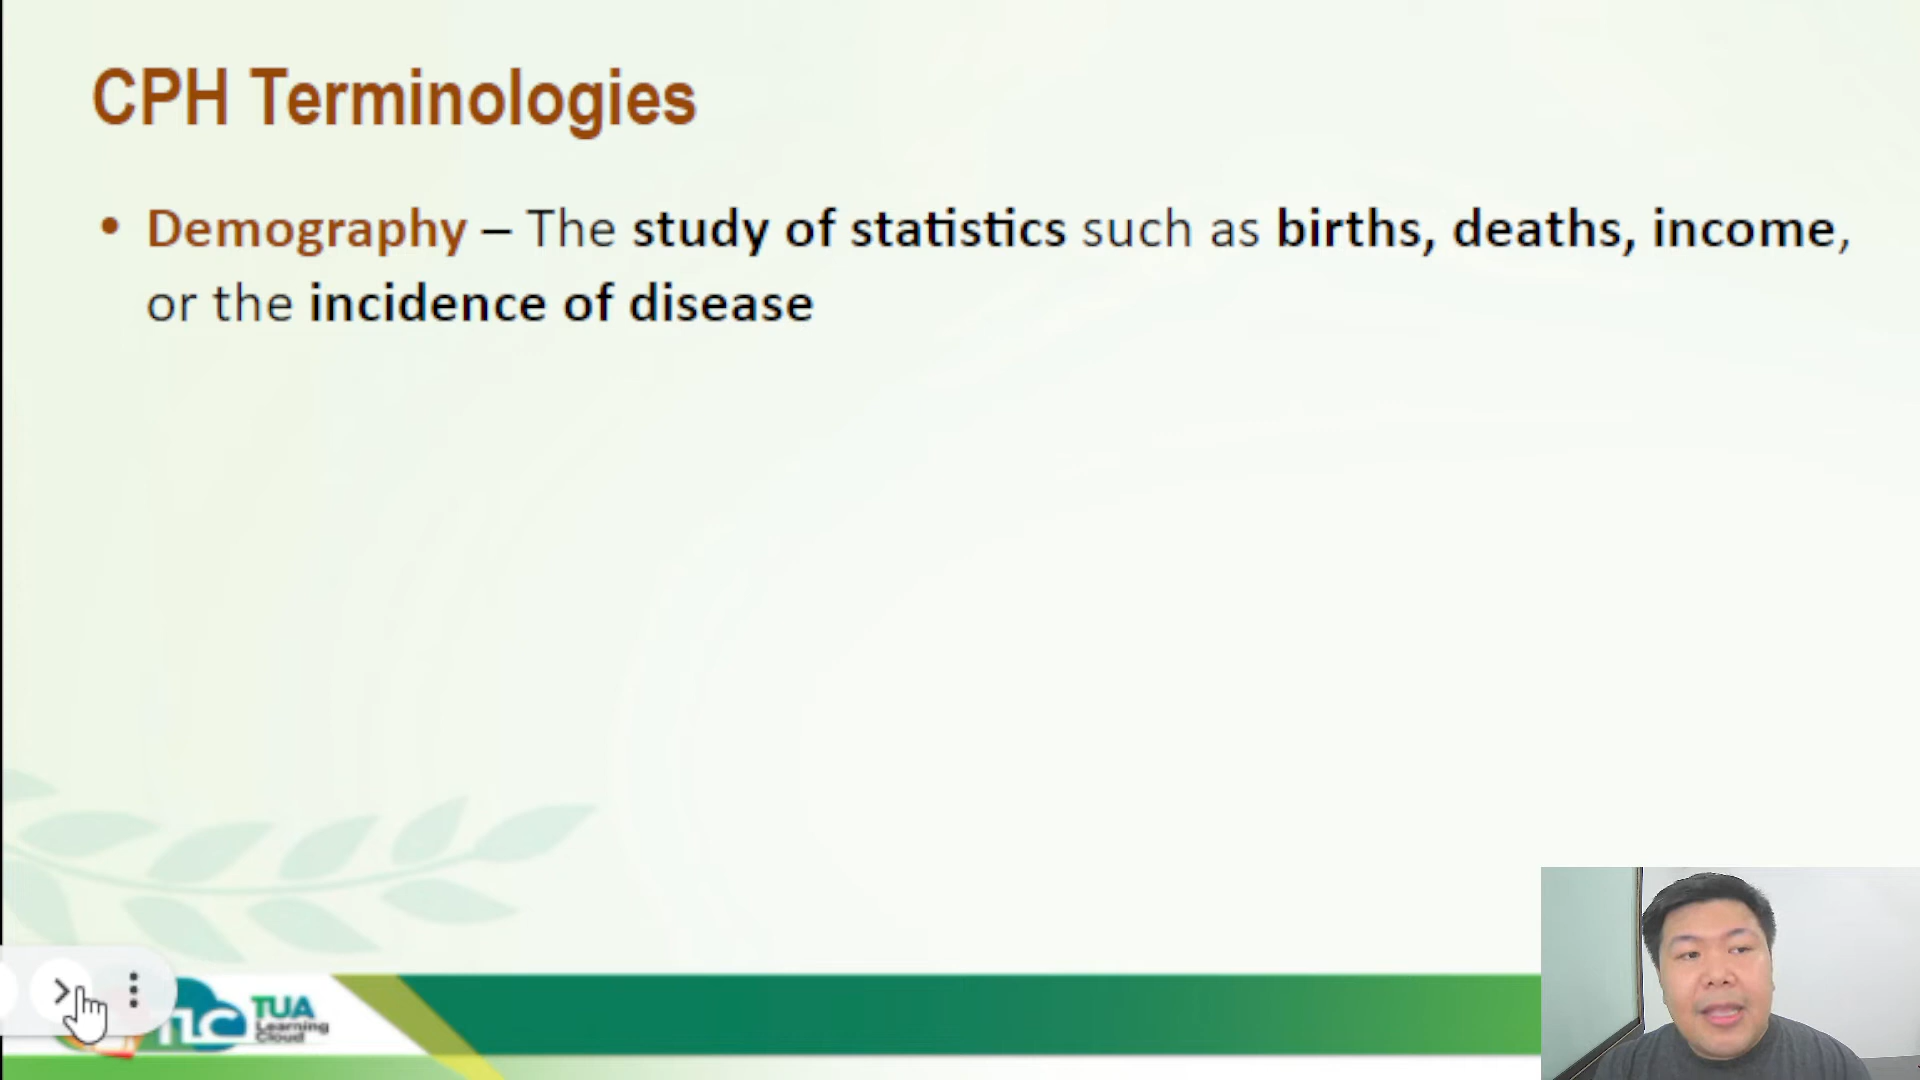 CPH Terminologies
• Demography – The study of statistics such as births, deaths, income,
or the incidence of disease
TLC
TUA
Learning
Cloud